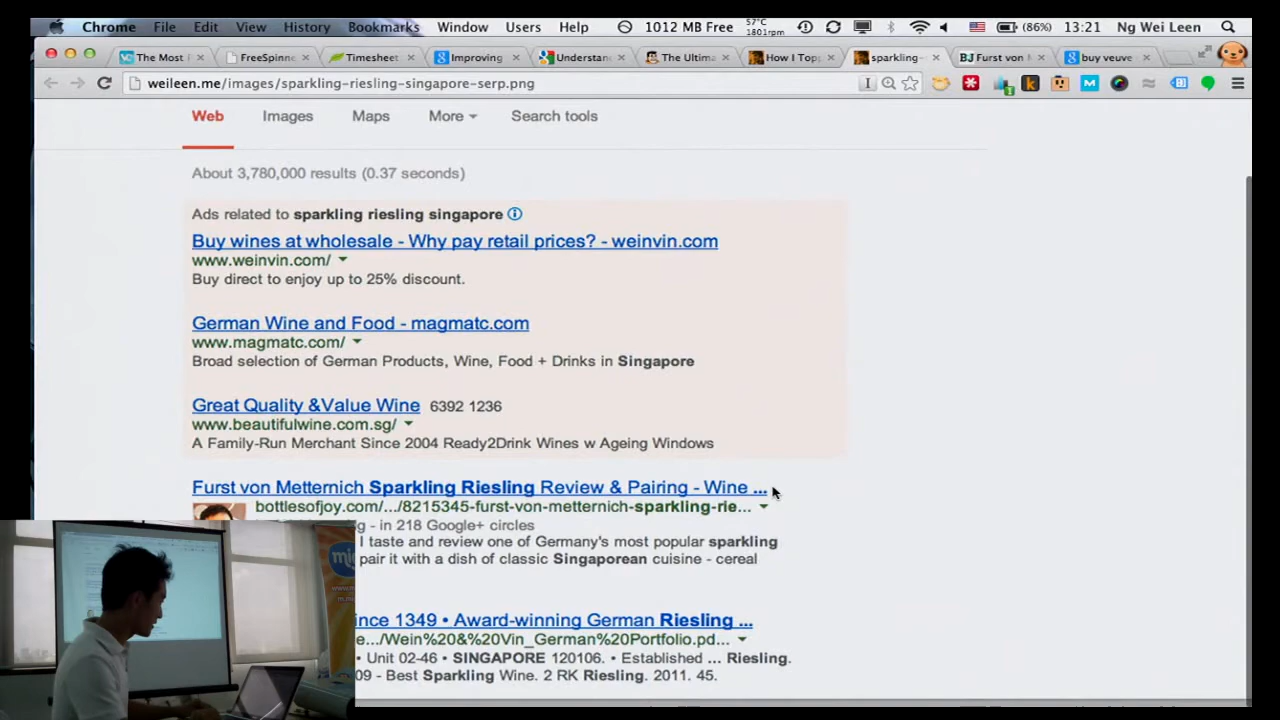 Chrome File Edit View History Bookmarks Window Users Help 1012 MB Free 57°C 1801rpm (86%) 13:21 Ng Wei Leen
The Most FreeSpinne Timesheet Improving Understan The Ultima How I Topp sparkling- Furst von M buy veuve
weileen.me/images/sparkling-riesling-singapore-serp.png
Web Images Maps More Search tools
About 3,780,000 results (0.37 seconds)
Ads related to sparkling riesling singapore
Buy wines at wholesale - Why pay retail prices? - weinvin.com
www.weinvin.com/
Buy direct to enjoy up to 25% discount.
German Wine and Food - magmatc.com
www.magmatc.com/
Broad selection of German Products, Wine, Food + Drinks in Singapore
Great Quality &Value Wine 6392 1236
www.beautifulwine.com.sg/
A Family-Run Merchant Since 2004 Ready2Drink Wines w Ageing Windows
Furst von Metternich Sparkling Riesling Review & Pairing - Wine ...
bottlesofjoy.com/.../8215345-furst-von-metternich-sparkling-rie...
g - in 218 Google+ circles
I taste and review one of Germany's most popular sparkling
pair it with a dish of classic Singaporean cuisine - cereal
ince 1349 • Award-winning German Riesling ...
e.../Wein%20&%20Vin_German%20Portfolio.pd...
• Unit 02-46 • SINGAPORE 120106. • Established ... Riesling.
09 - Best Sparkling Wine. 2 RK Riesling. 2011. 45.